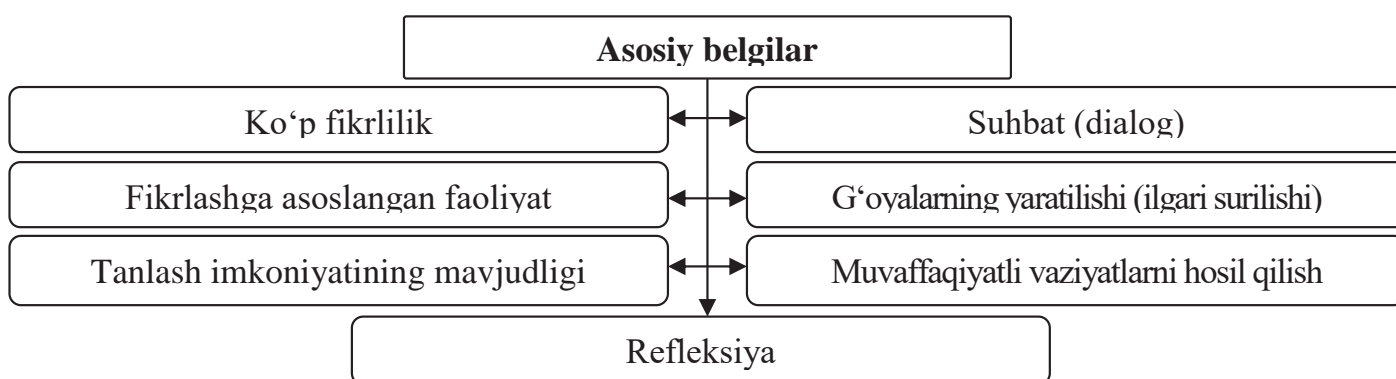 Asosiy belgilar
Ko‘p fikrlilik
Suhbat (dialog)
Fikrlashga asoslangan faoliyat
G‘oyalarning yaratilishi (ilgari surilishi)
Tanlash imkoniyatining mavjudligi
Muvaffaqiyatli vaziyatlarni hosil qilish
Refleksiya